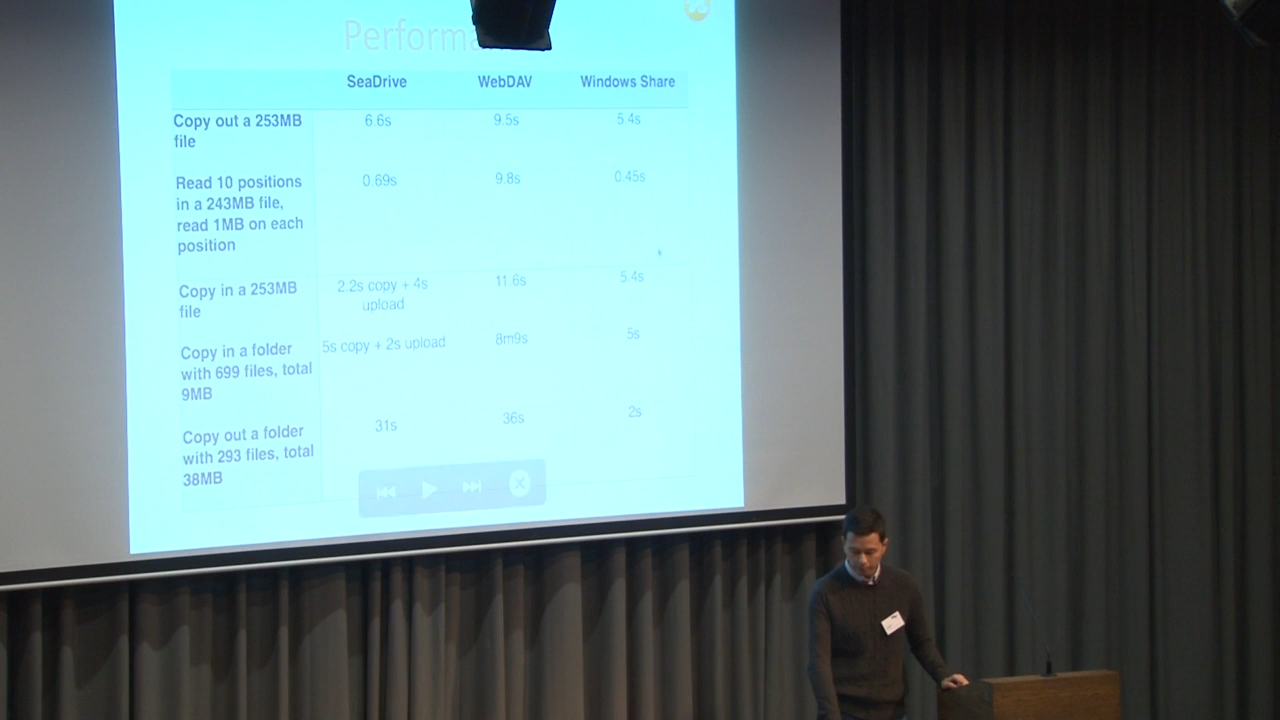 SeaDrive WebDAV Windows Share
Copy out a 253MB 6.6s 9.5s 5.4s
file
Read 10 positions 0.69s 9.8s 0.45s
in a 243MB file,
read 1MB on each
position
Copy in a 253MB 2.2s copy + 4s 11.6s 5.4s
file upload
Copy in a folder 5s copy + 2s upload 8m9s 5s
with 699 files, total
9MB
Copy out a folder 31s 36s 2s
with 293 files, total
38MB